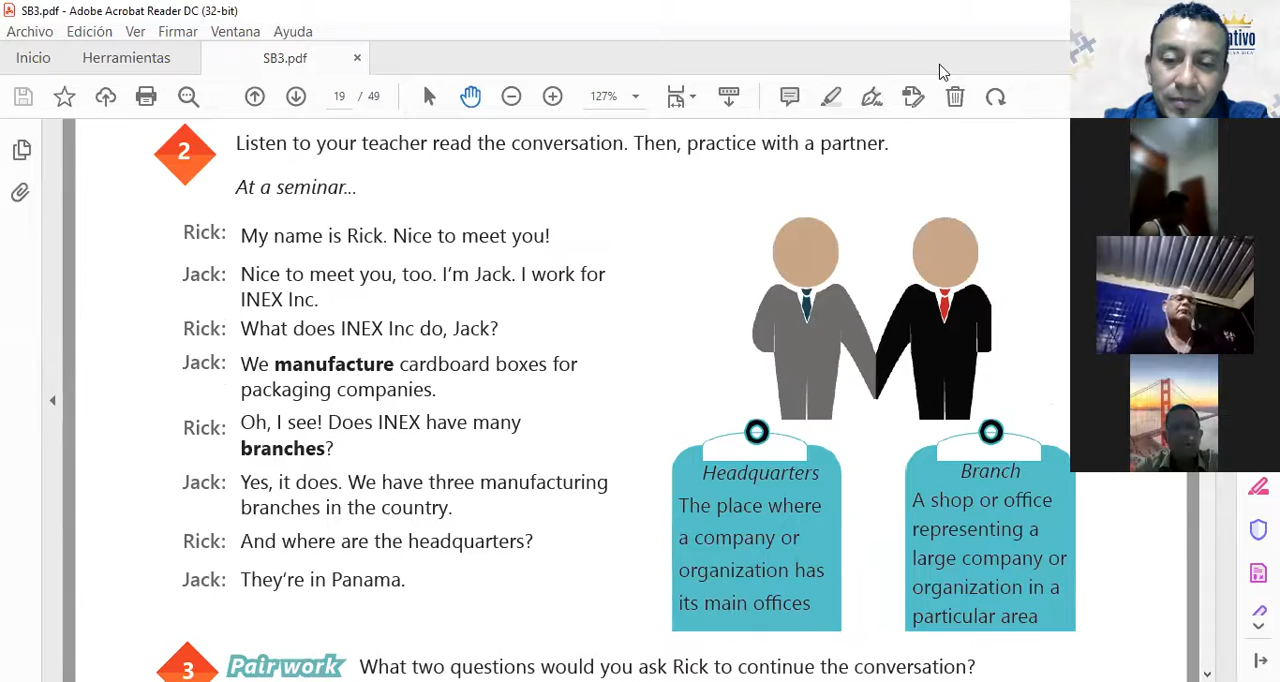 SB3.pdf - Adobe Acrobat Reader DC (32-bit)
Archivo Edición Ver Firmar Ventana Ayuda
Inicio Herramientas SB3.pdf ×
19 / 49 127%
2 Listen to your teacher read the conversation. Then, practice with a partner.
At a seminar...
Rick: My name is Rick. Nice to meet you!
Jack: Nice to meet you, too. I'm Jack. I work for
INEX Inc.
Rick: What does INEX Inc do, Jack?
Jack: We manufacture cardboard boxes for
packaging companies.
Rick: Oh, I see! Does INEX have many
branches?
Jack: Yes, it does. We have three manufacturing
branches in the country.
Rick: And where are the headquarters?
Jack: They're in Panama.
Headquarters
The place where
a company or
organization has
its main offices
Branch
A shop or office
representing a
large company or
organization in a
particular area
3 Pair work What two questions would you ask Rick to continue the conversation?